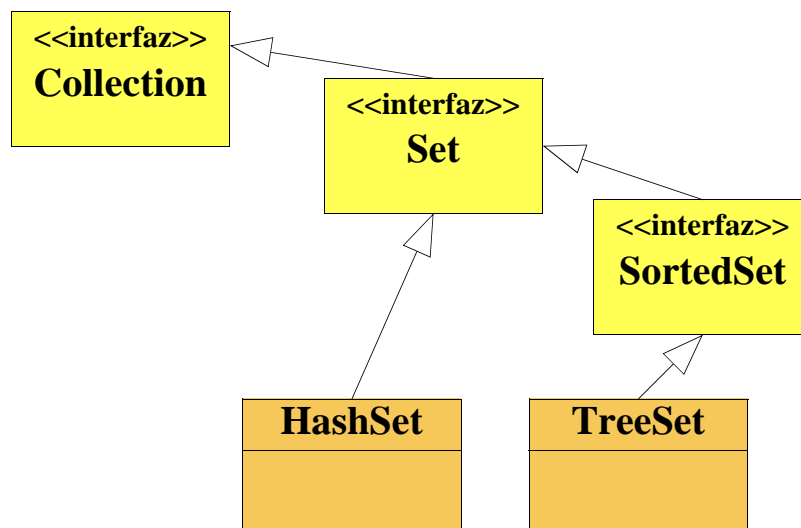 <<interfaz>>
Collection
<<interfaz>>
Set
<<interfaz>>
SortedSet
HashSet
TreeSet